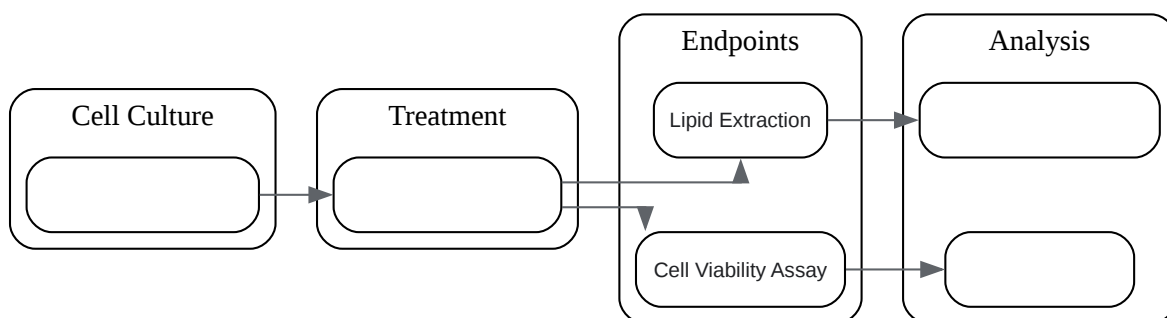 Cell Culture
Treatment
Endpoints
Lipid Extraction
Cell Viability Assay
Analysis